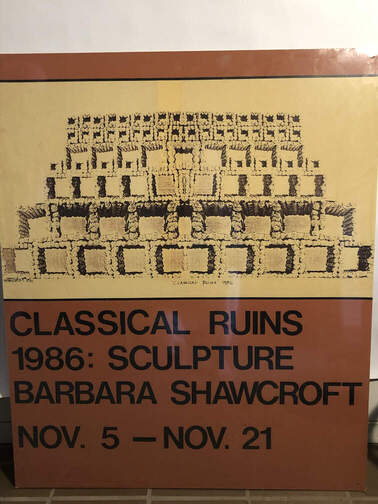 CLASSICAL RUINS 1986
CLASSICAL RUINS
1986: SCULPTURE
BARBARA SHAWCROFT
NOV. 5 – NOV. 21